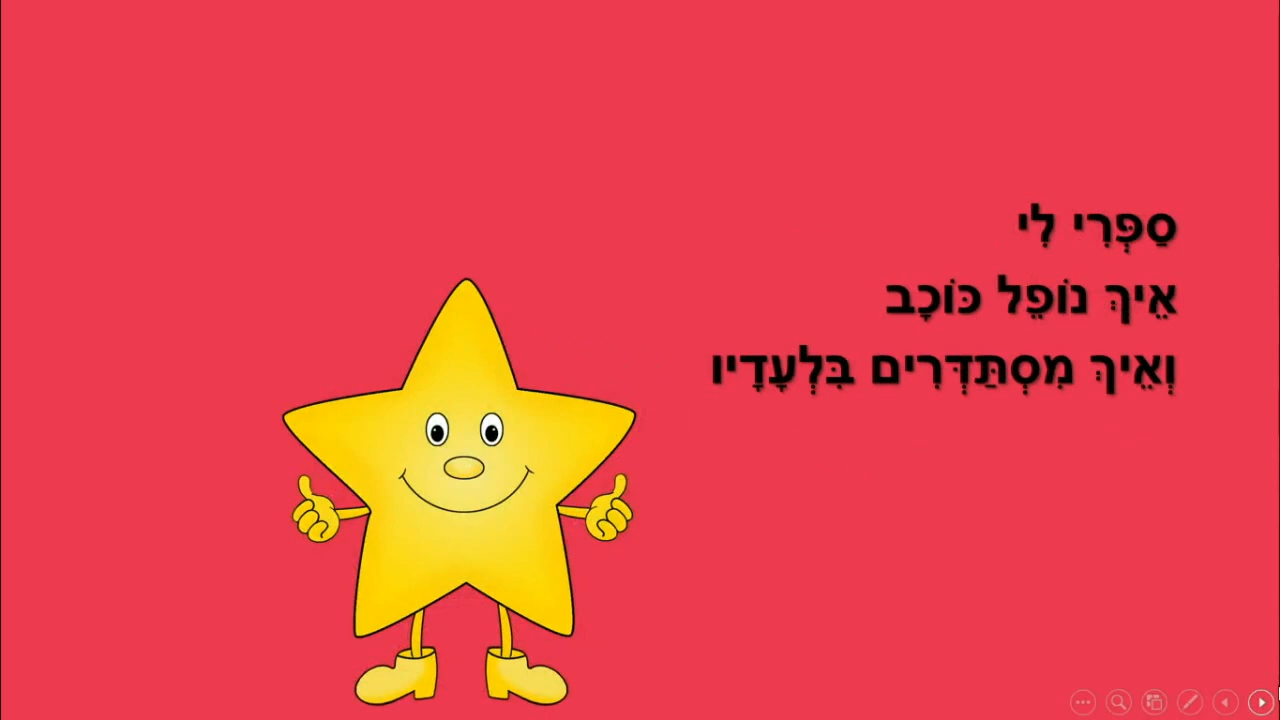 סַפְּרִי לִי
אֵיךְ נוֹפֵל כּוֹכָב
וְאֵיךְ מִסְתַּדְּרִים בִּלְעָדָיו